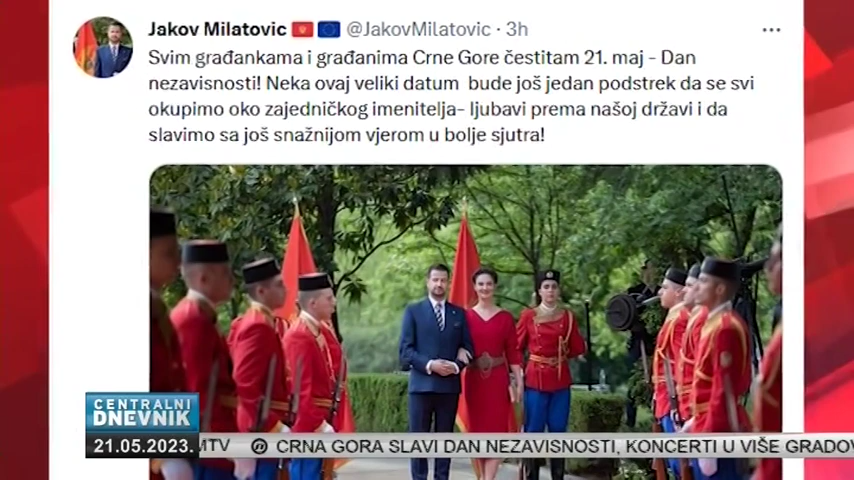 Jakov Milatovic @JakovMilatovic · 3h
Svim građankama i građanima Crne Gore čestitam 21. maj - Dan
nezavisnosti! Neka ovaj veliki datum bude još jedan podstrek da se svi
okupimo oko zajedničkog imenitelja- ljubavi prema našoj državi i da
slavimo sa još snažnijom vjerom u bolje sjutra!
CENTRALNI
DNEVNIK
21.05.2023. MTV CRNA GORA SLAVI DAN NEZAVISNOSTI, KONCERTI U VIŠE GRADOV